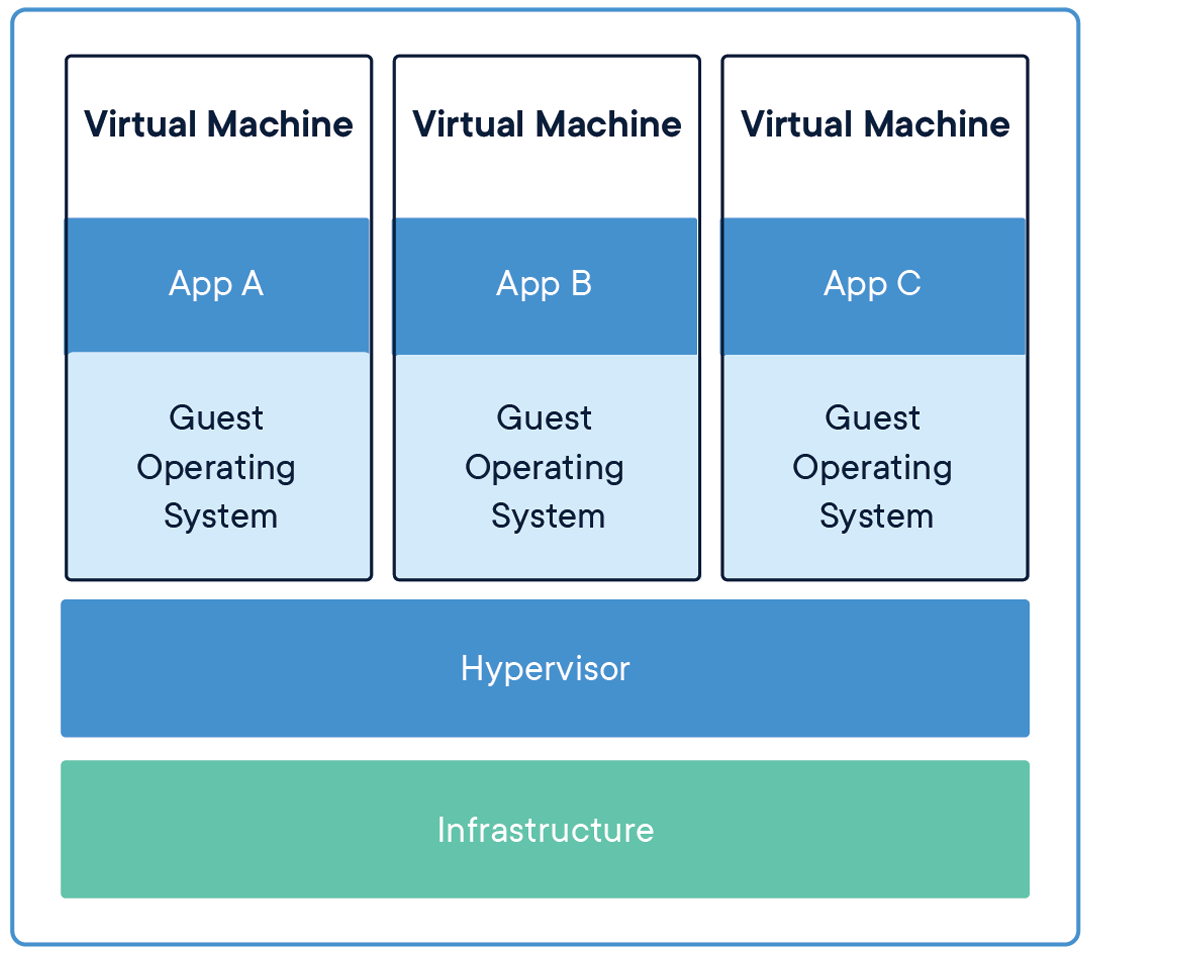 Virtual Machine
Virtual Machine
Virtual Machine
App A
App B
App C
Guest
Operating
System
Guest
Operating
System
Guest
Operating
System
Hypervisor
Infrastructure